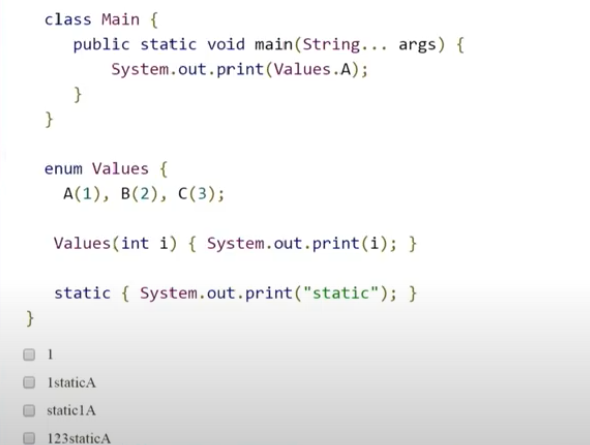 class Main {
public static void main(String... args) {
System.out.print(Values.A);
}
}
enum Values {
A(1), B(2), C(3);
Values(int i) { System.out.print(i); }
static { System.out.print("static"); }
}
1
1staticA
static1A
123staticA